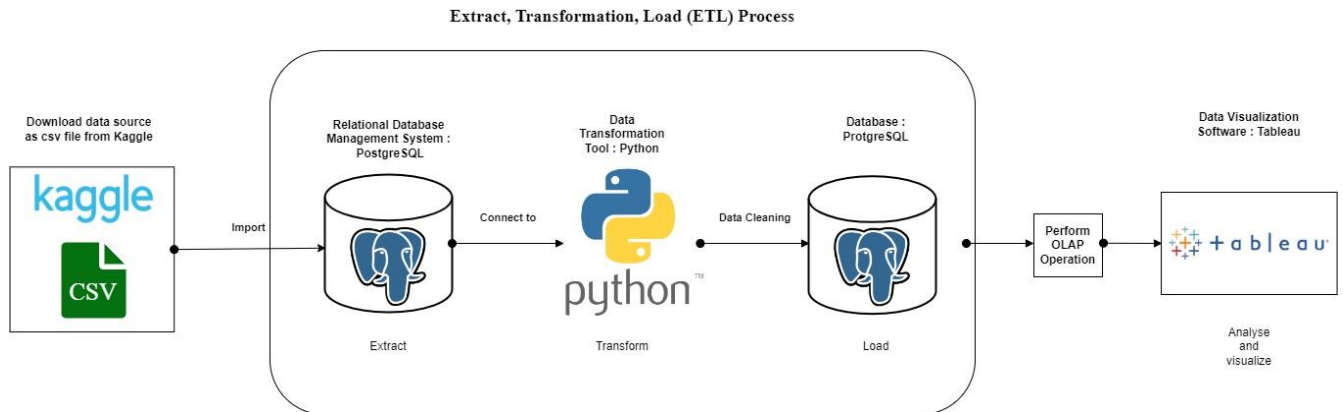 Extract, Transformation, Load (ETL) Process
Download data source
as csv file from Kaggle
kaggle
CSV
Import
Relational Database
Management System :
PostgreSQL
Extract
Connect to
Data
Transformation
Tool : Python
python™
Transform
Data Cleaning
Database :
ProtgreSQL
Load
Perform
OLAP
Operation
Data Visualization
Software : Tableau
+ableau
Analyse
and
visualize